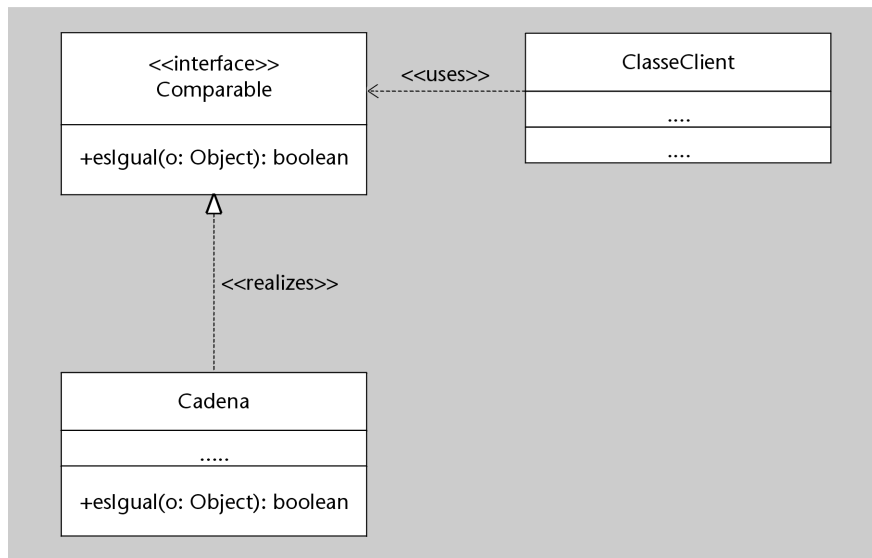 <<interface>>
Comparable
+esIgual(o: Object): boolean
<<uses>>
ClasseClient
....
....
<<realizes>>
Cadena
.....
+esIgual(o: Object): boolean